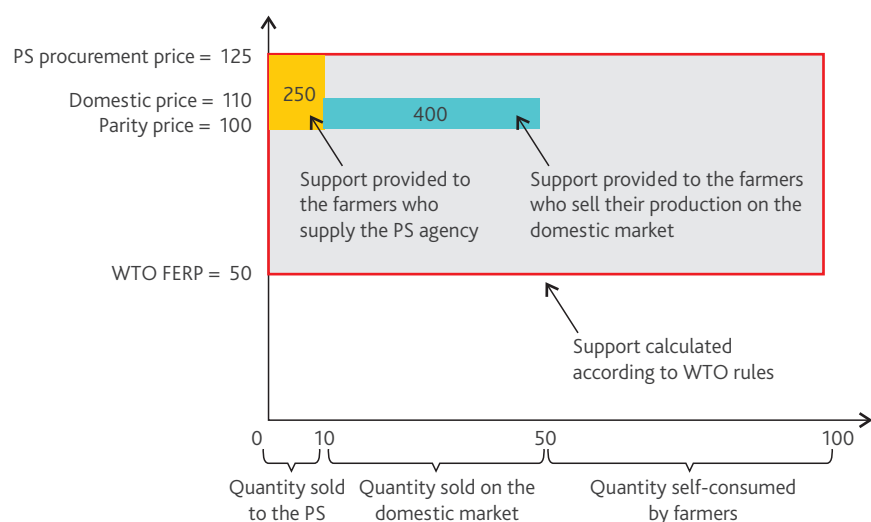 PS procurement price = 125
250
Domestic price = 110
Parity price = 100
400
Support provided to
the farmers who
supply the PS agency
Support provided to the farmers
who sell their production on the
domestic market
WTO FERP = 50
Support calculated
according to WTO rules
0 10 50 100
Quantity sold
to the PS
Quantity sold on the
domestic market
Quantity self-consumed
by farmers